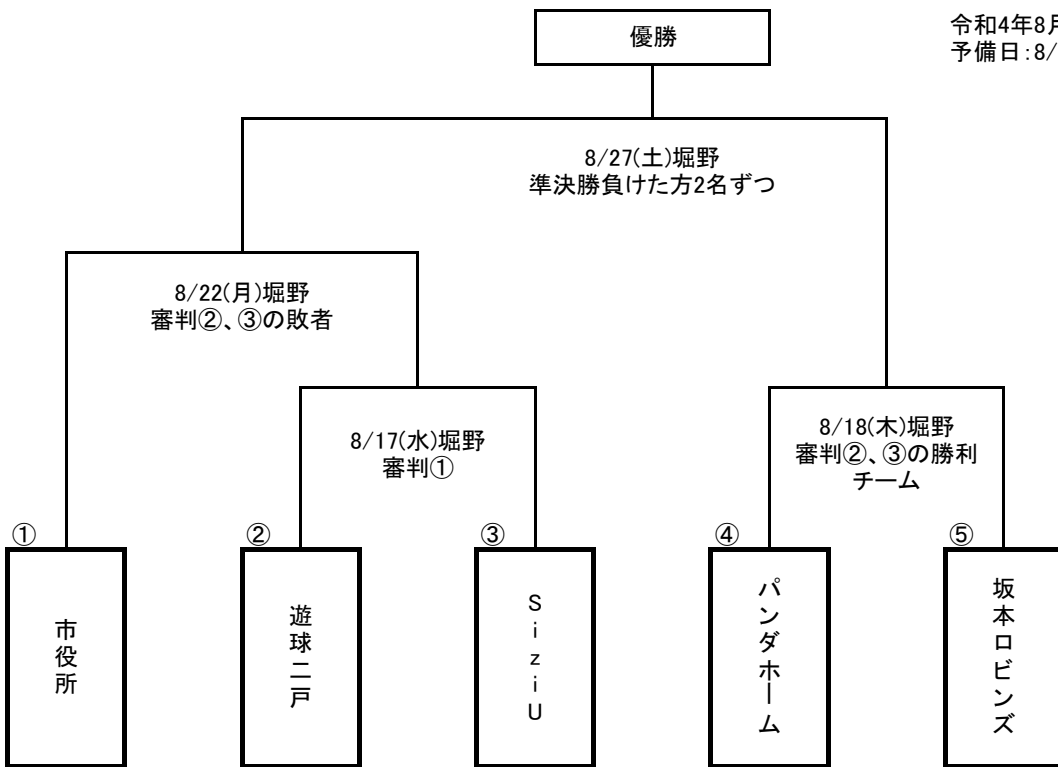 優勝
令和4年8月
予備日:8/
8/27(土)堀野
準決勝負けた方2名ずつ
8/22(月)堀野
審判②、③の敗者
8/17(水)堀野
審判①
8/18(木)堀野
審判②、③の勝利
チーム
①
②
③
④
⑤
市役所
遊球二戸
SiziU
パンダホーム
坂本ロビンズ